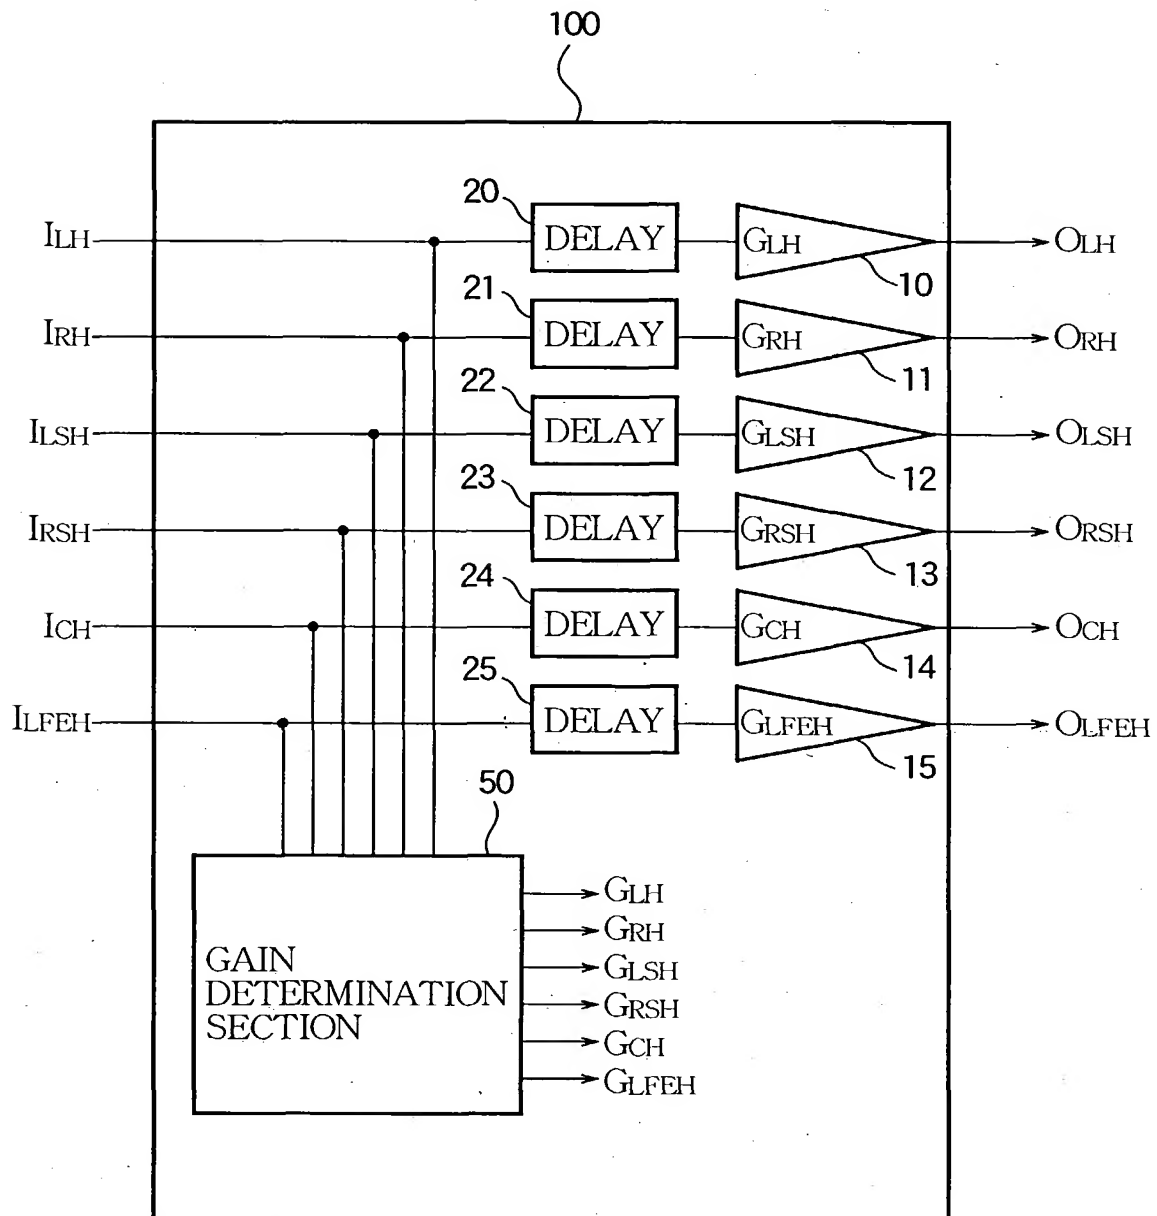 100
20
ILH DELAY GLH OLH
10
21
IRH DELAY GRH ORH
11
22
ILSH DELAY GLSH OLSH
12
23
IRSH DELAY GRSH ORSH
13
24
ICH DELAY GCH OCH
14
25
ILFEH DELAY GLFEH OLFEH
15
50
GAIN
DETERMINATION
SECTION
GLH
GRH
GLSH
GRSH
GCH
GLFEH